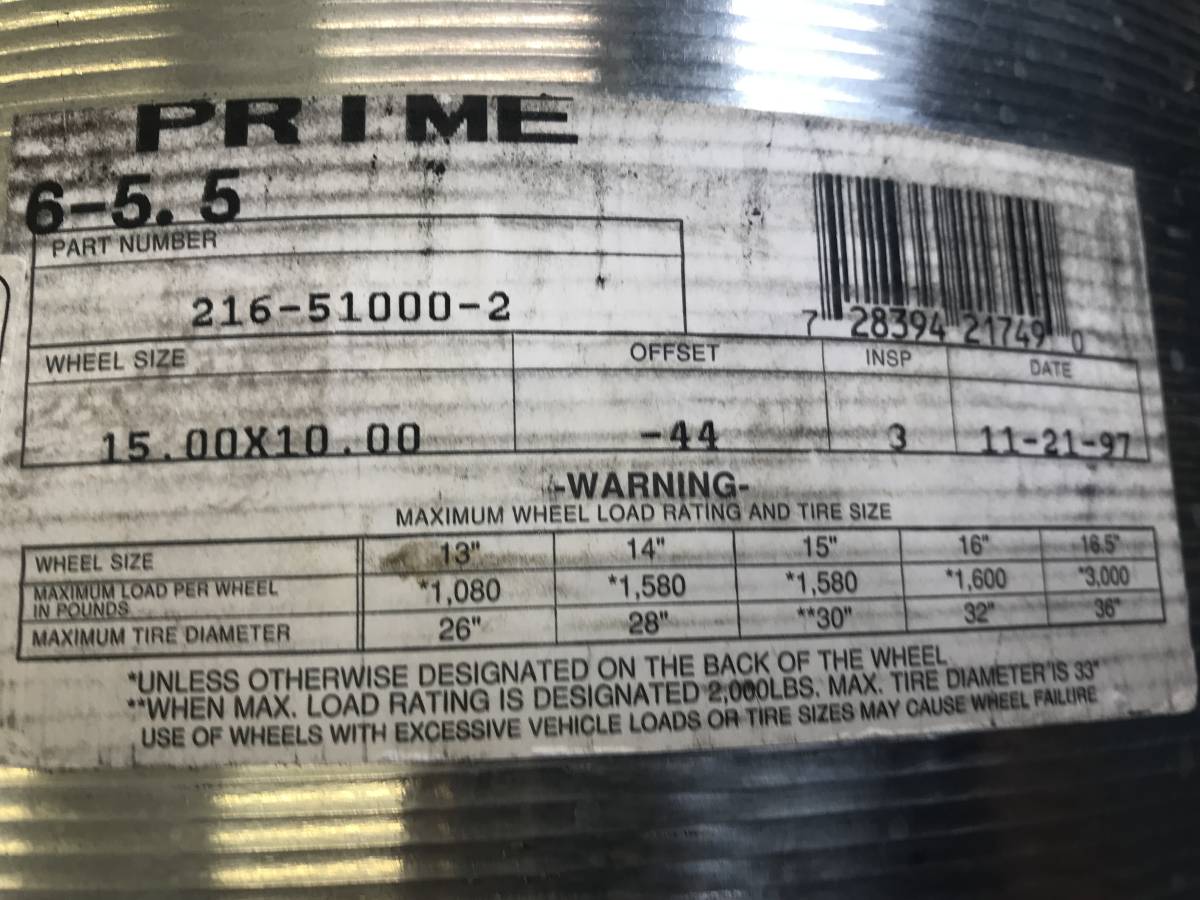 PRIME
6-5.5
PART NUMBER
216-51000-2
7 28394 21749 0
WHEEL SIZE OFFSET INSP DATE
15.00X10.00 -44 3 11-21-97
-WARNING-
MAXIMUM WHEEL LOAD RATING AND TIRE SIZE
WHEEL SIZE 13" 14" 15" 16" 16.5"
MAXIMUM LOAD PER WHEEL
IN POUNDS *1,080 *1,580 *1,580 *1,600 *3,000
MAXIMUM TIRE DIAMETER 26" 28" **30" 32" 36"
*UNLESS OTHERWISE DESIGNATED ON THE BACK OF THE WHEEL
**WHEN MAX. LOAD RATING IS DESIGNATED 2,000LBS. MAX. TIRE DIAMETER IS 33"
USE OF WHEELS WITH EXCESSIVE VEHICLE LOADS OR TIRE SIZES MAY CAUSE WHEEL FAILURE